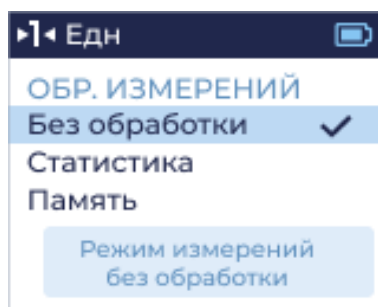 Едн
ОБР. ИЗМЕРЕНИЙ
Без обработки
Статистика
Память
Режим измерений
без обработки